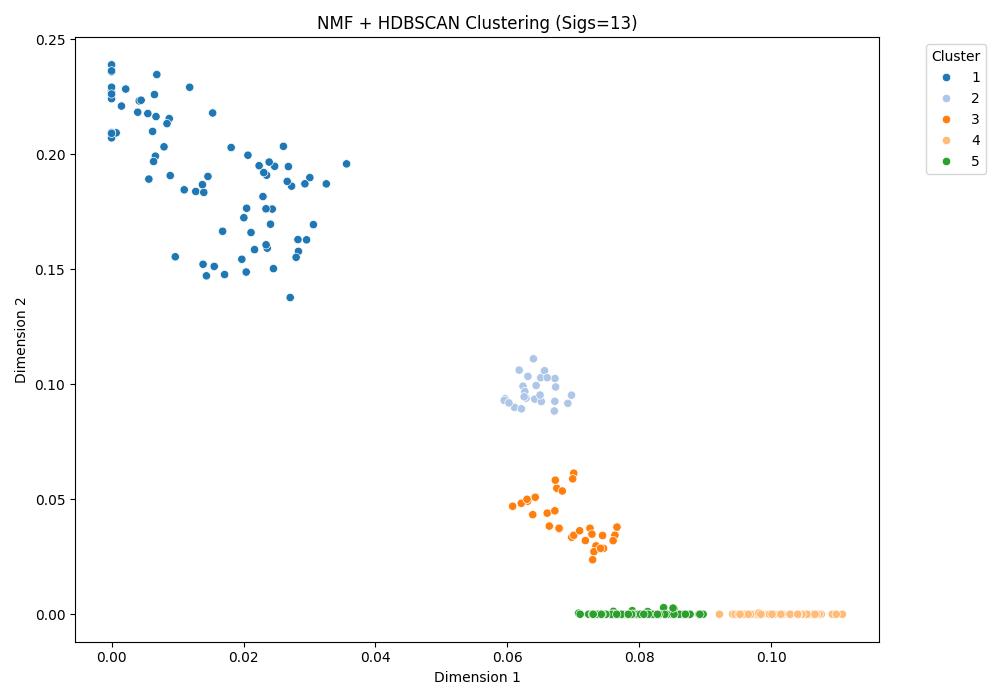 NMF + HDBSCAN Clustering (Sigs=13)
0.25
0.20
0.15
0.10
0.05
0.00
Dimension 2
0.00 0.02 0.04 0.06 0.08 0.10
Dimension 1
Cluster
1
2
3
4
5